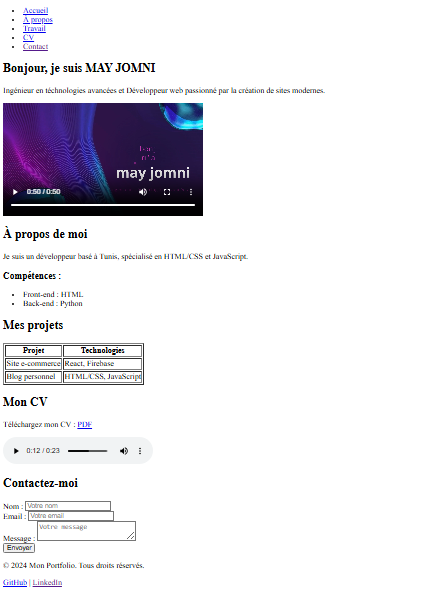 Accueil
À propos
Travail
CV
Contact
Bonjour, je suis MAY JOMNI
Ingénieur en téchnologies avancées et Développeur web passionné par la création de sites modernes.
may jomni
0:50 / 0:50
À propos de moi
Je suis un développeur basé à Tunis, spécialisé en HTML/CSS et JavaScript.
Compétences :
Front-end : HTML
Back-end : Python
Mes projets
Projet Technologies
Site e-commerce React, Firebase
Blog personnel HTML/CSS, JavaScript
Mon CV
Téléchargez mon CV : PDF
0:12 / 0:23
Contactez-moi
Nom : Votre nom
Email : Votre email
Message : Votre message
Envoyer
© 2024 Mon Portfolio. Tous droits réservés.
GitHub | LinkedIn